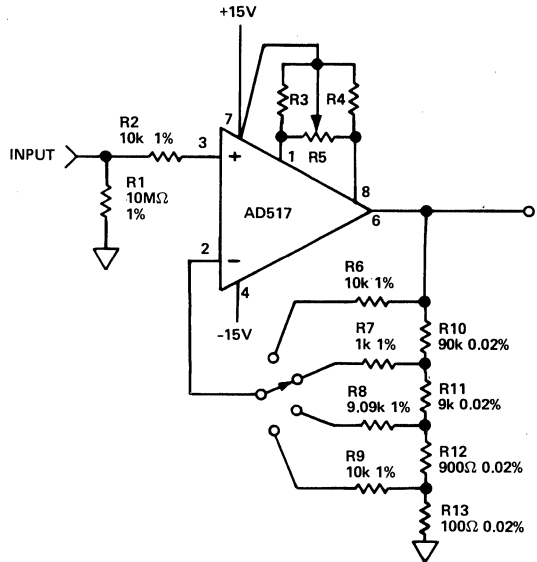 +15V
R3
R4
R2
10k 1%
7
3
INPUT
+
1
R5
R1
10MΩ
1%
8
AD517
6
2
−
4
R6
10k 1%
-15V
R7
1k 1%
R10
90k 0.02%
R8
9.09k 1%
R11
9k 0.02%
R9
10k 1%
R12
900Ω 0.02%
R13
100Ω 0.02%